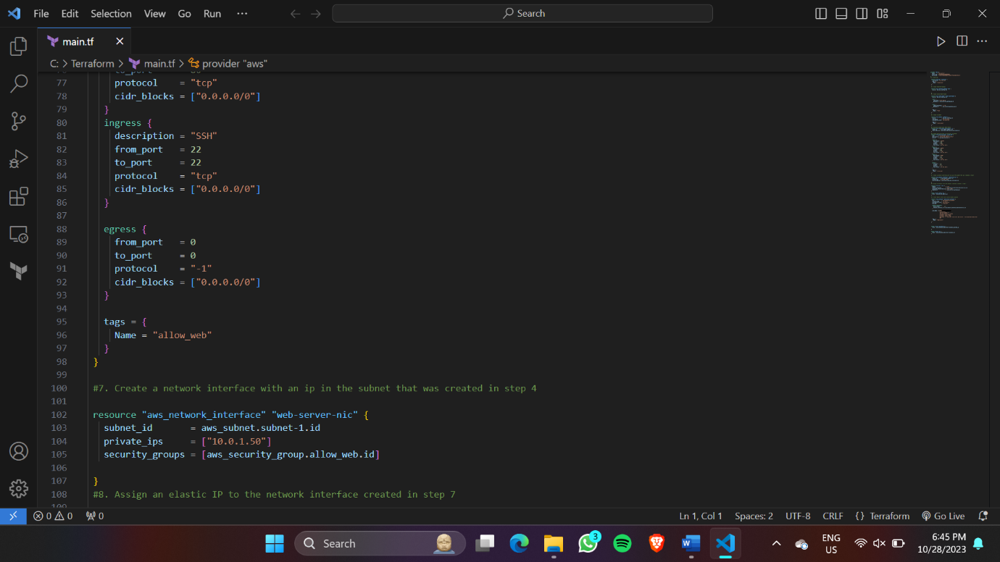 File Edit Selection View Go Run ···
Search
main.tf
C: > Terraform > main.tf > provider "aws"
77 protocol = "tcp"
78 cidr_blocks = ["0.0.0.0/0"]
79 }
80 ingress {
81 description = "SSH"
82 from_port = 22
83 to_port = 22
84 protocol = "tcp"
85 cidr_blocks = ["0.0.0.0/0"]
86 }
87
88 egress {
89 from_port = 0
90 to_port = 0
91 protocol = "-1"
92 cidr_blocks = ["0.0.0.0/0"]
93 }
94
95 tags = {
96 Name = "allow_web"
97 }
98 }
99
100 #7. Create a network interface with an ip in the subnet that was created in step 4
101
102 resource "aws_network_interface" "web-server-nic" {
103 subnet_id = aws_subnet.subnet-1.id
104 private_ips = ["10.0.1.50"]
105 security_groups = [aws_security_group.allow_web.id]
106
107 }
108 #8. Assign an elastic IP to the network interface created in step 7
0 0 0 Ln 1, Col 1 Spaces: 2 UTF-8 CRLF {} Terraform Go Live
Search
3
ENG
US
6:45 PM
10/28/2023